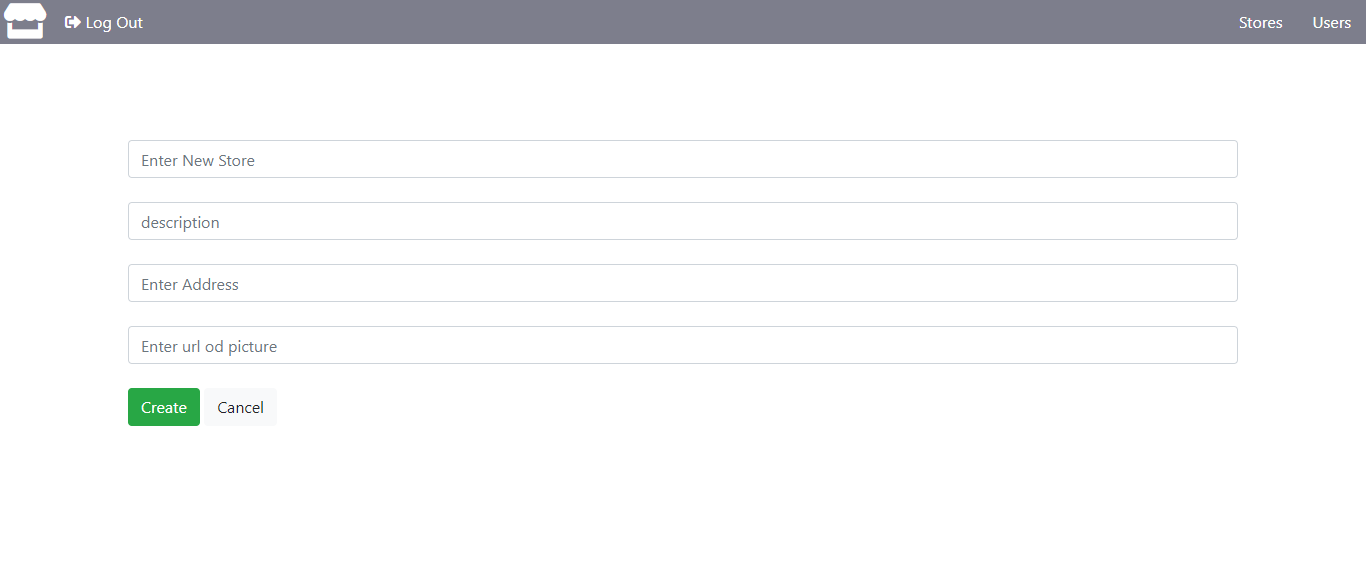 Log Out Stores Users
Enter New Store
description
Enter Address
Enter url od picture
Create Cancel